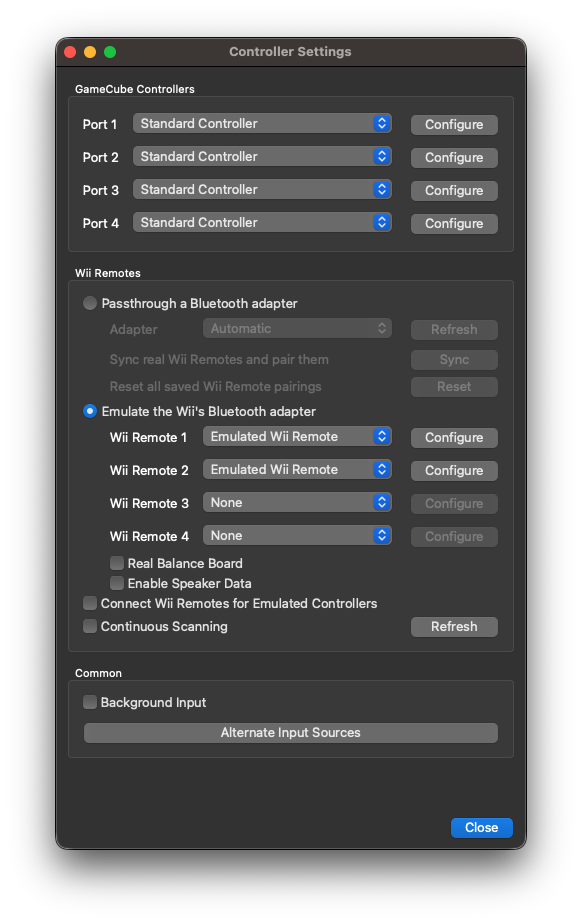 Controller Settings
GameCube Controllers
Port 1 Standard Controller Configure
Port 2 Standard Controller Configure
Port 3 Standard Controller Configure
Port 4 Standard Controller Configure
Wii Remotes
Passthrough a Bluetooth adapter
Adapter Automatic Refresh
Sync real Wii Remotes and pair them Sync
Reset all saved Wii Remote pairings Reset
Emulate the Wii's Bluetooth adapter
Wii Remote 1 Emulated Wii Remote Configure
Wii Remote 2 Emulated Wii Remote Configure
Wii Remote 3 None Configure
Wii Remote 4 None Configure
Real Balance Board
Enable Speaker Data
Connect Wii Remotes for Emulated Controllers
Continuous Scanning Refresh
Common
Background Input
Alternate Input Sources
Close